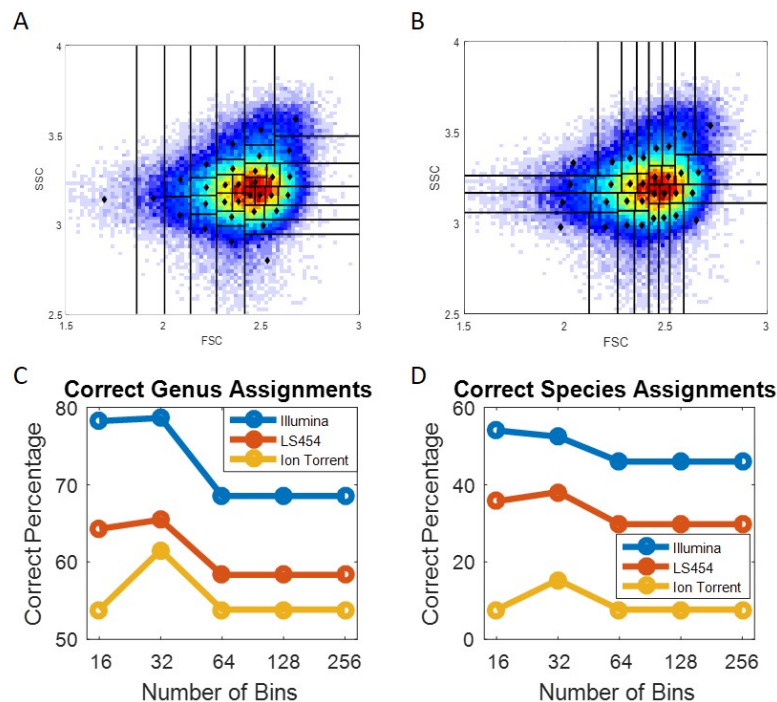 A
B
4
3.5
3
2.5
1.5
2
2.5
3
SSC
FSC
4
3.5
3
2.5
1.5
2
2.5
3
SSC
FSC
C
Correct Genus Assignments
80
70
60
50
Correct Percentage
Illumina
LS454
Ion Torrent
16 32 64 128 256
Number of Bins
D
Correct Species Assignments
60
40
20
0
Correct Percentage
Illumina
LS454
Ion Torrent
16 32 64 128 256
Number of Bins